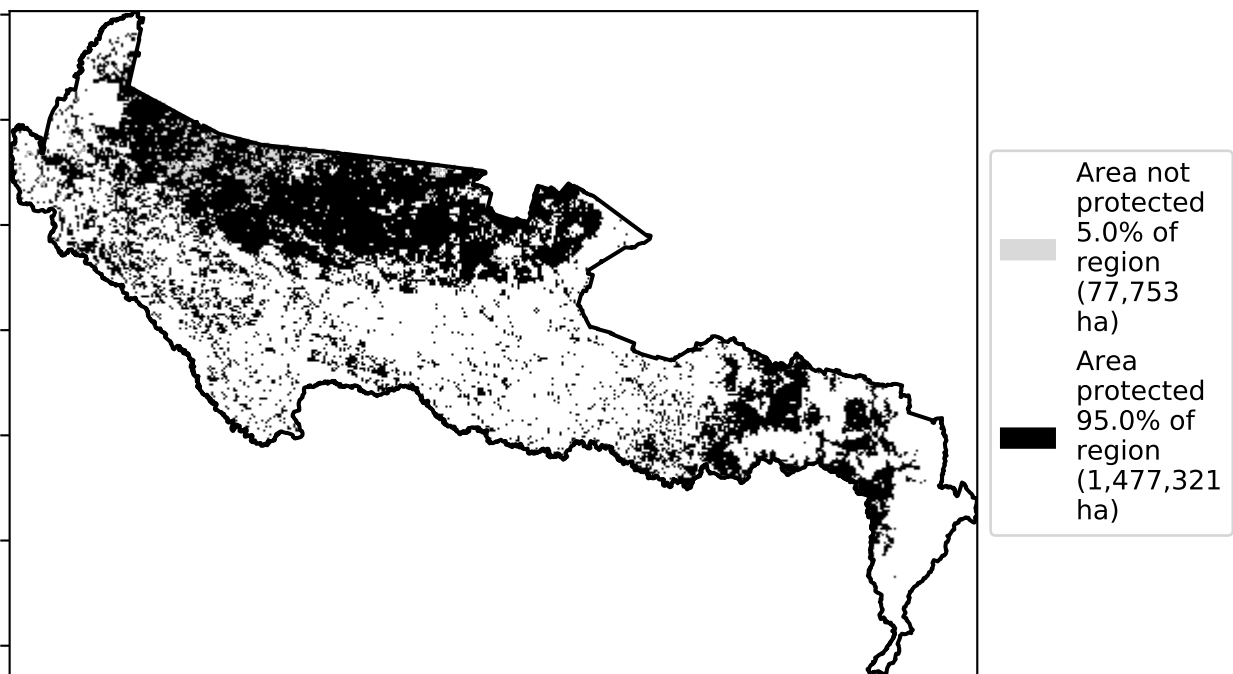 Area not
protected
5.0% of
region
(77,753
ha)
Area
protected
95.0% of
region
(1,477,321
ha)